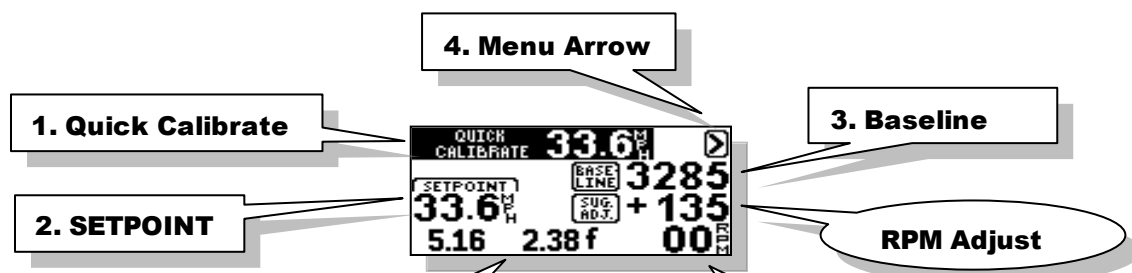 4. Menu Arrow
1. Quick Calibrate
3. Baseline
QUICK CALIBRATE 33.6 MPH >
BASE LINE 3285
SETPOINT
33.6 MPH
SUG. ADJ. + 135
2. SETPOINT
RPM Adjust
5.16 2.38 f 00 RPM